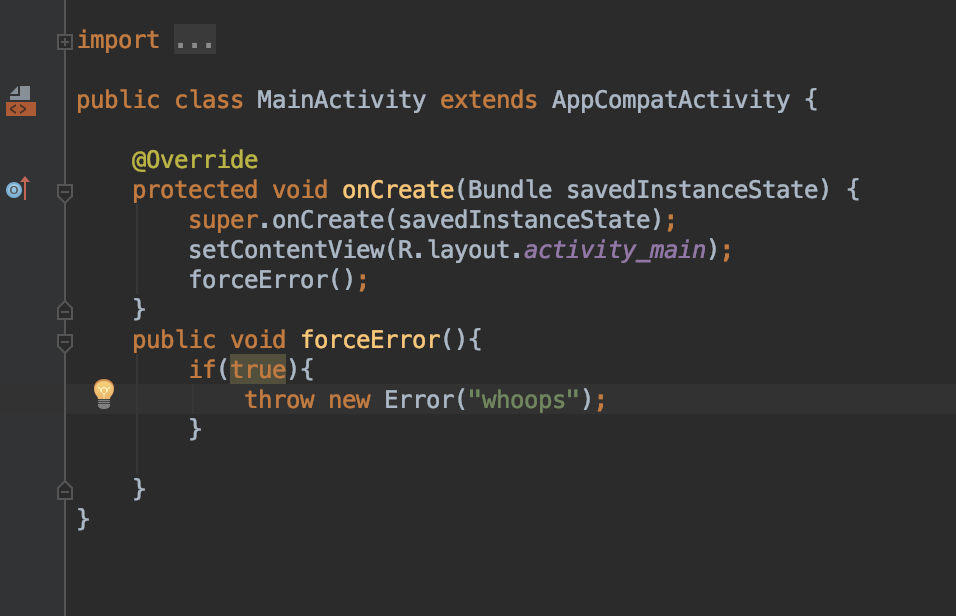 import ...
public class MainActivity extends AppCompatActivity {
@Override
protected void onCreate(Bundle savedInstanceState) {
super.onCreate(savedInstanceState);
setContentView(R.layout.activity_main);
forceError();
}
public void forceError(){
if(true){
throw new Error("whoops");
}
}
}